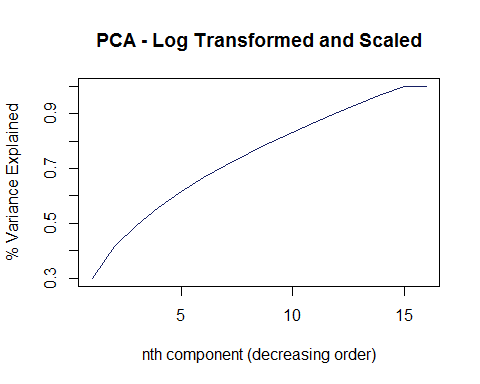 PCA - Log Transformed and Scaled
% Variance Explained
0.9
0.7
0.5
0.3
5 10 15
nth component (decreasing order)